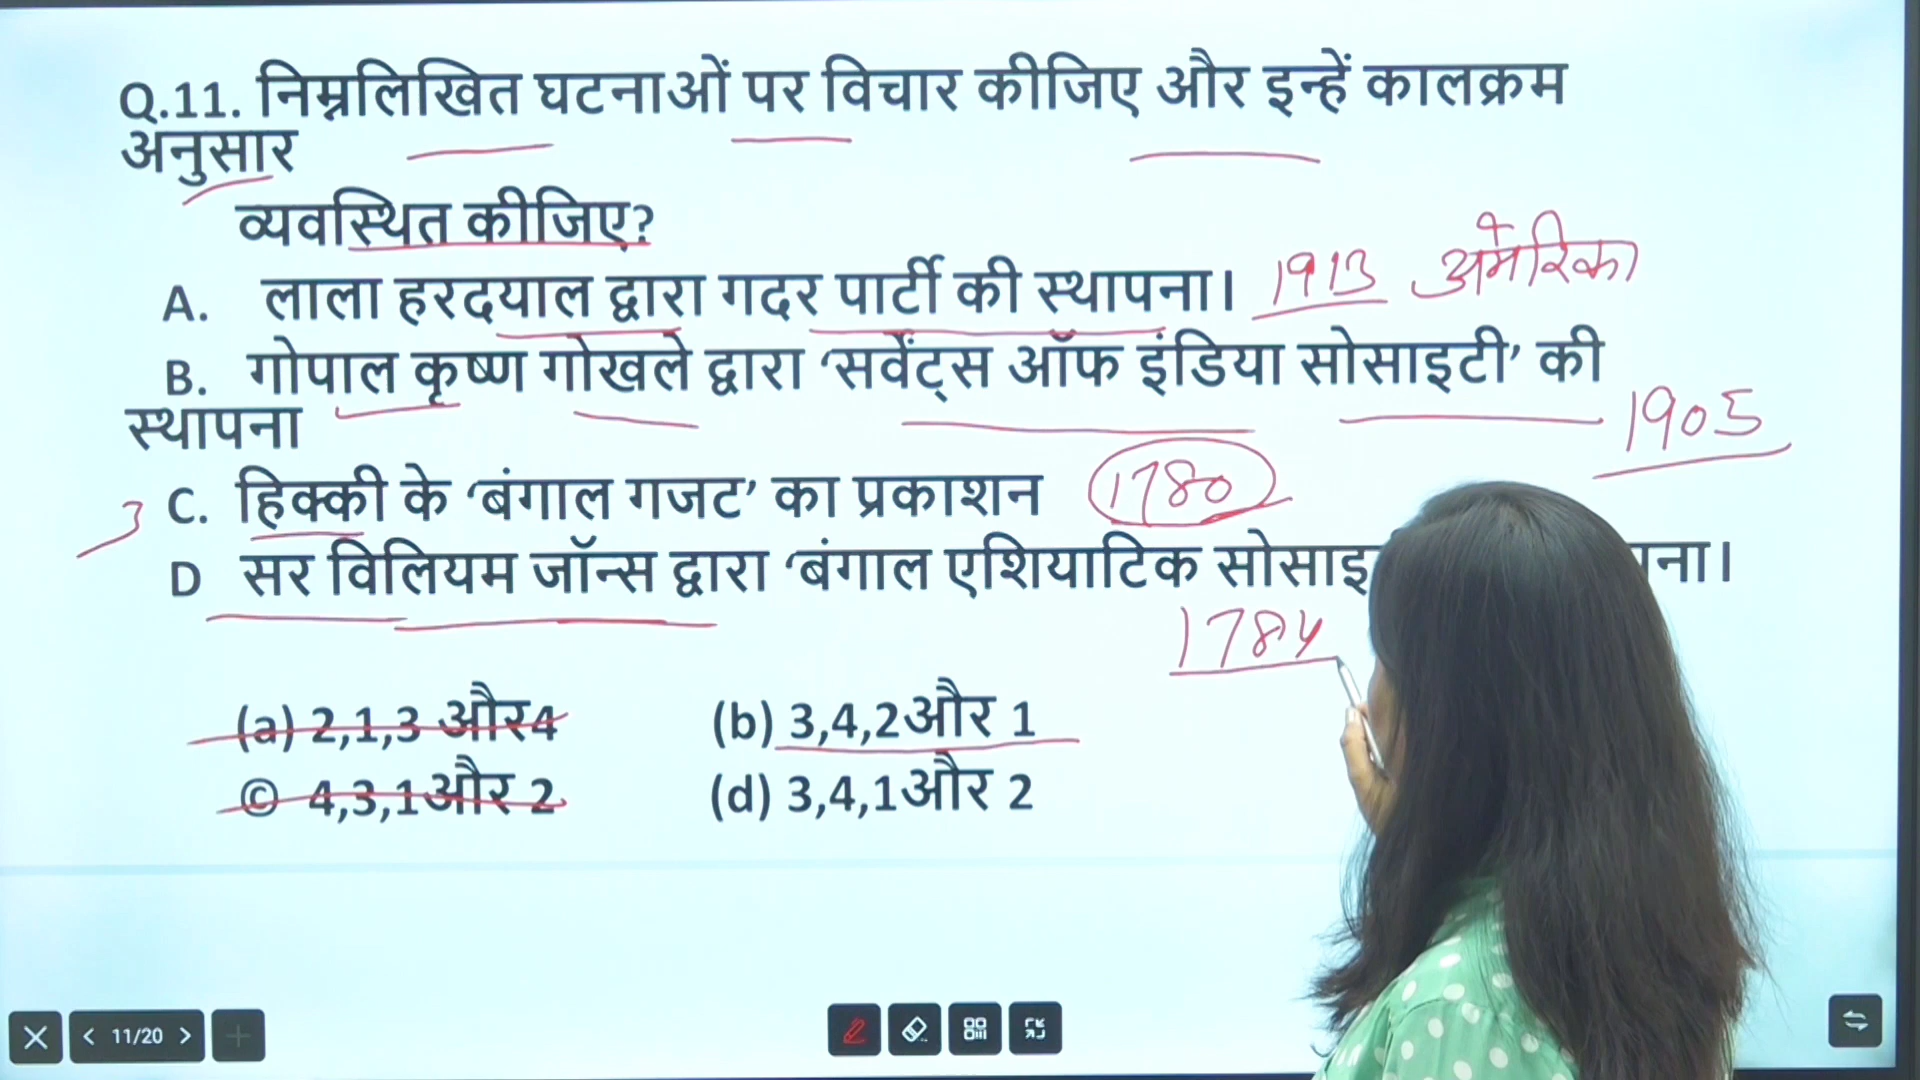 Q.11. निम्नलिखित घटनाओं पर विचार कीजिए और इन्हें कालक्रम
अनुसार
व्यवस्थित कीजिए?
A. लाला हरदयाल द्वारा गदर पार्टी की स्थापना। 1913 अमेरिका
B. गोपाल कृष्ण गोखले द्वारा ‘सर्वेंट्स ऑफ इंडिया सोसाइटी’ की
स्थापना 1905
3 C. हिक्की के ‘बंगाल गजट’ का प्रकाशन 1780
D सर विलियम जॉन्स द्वारा ‘बंगाल एशियाटिक
1784
(a) 2,1,3 और4 (b) 3,4,2और 1
© 4,3,1और 2 (d) 3,4,1और 2
11/20